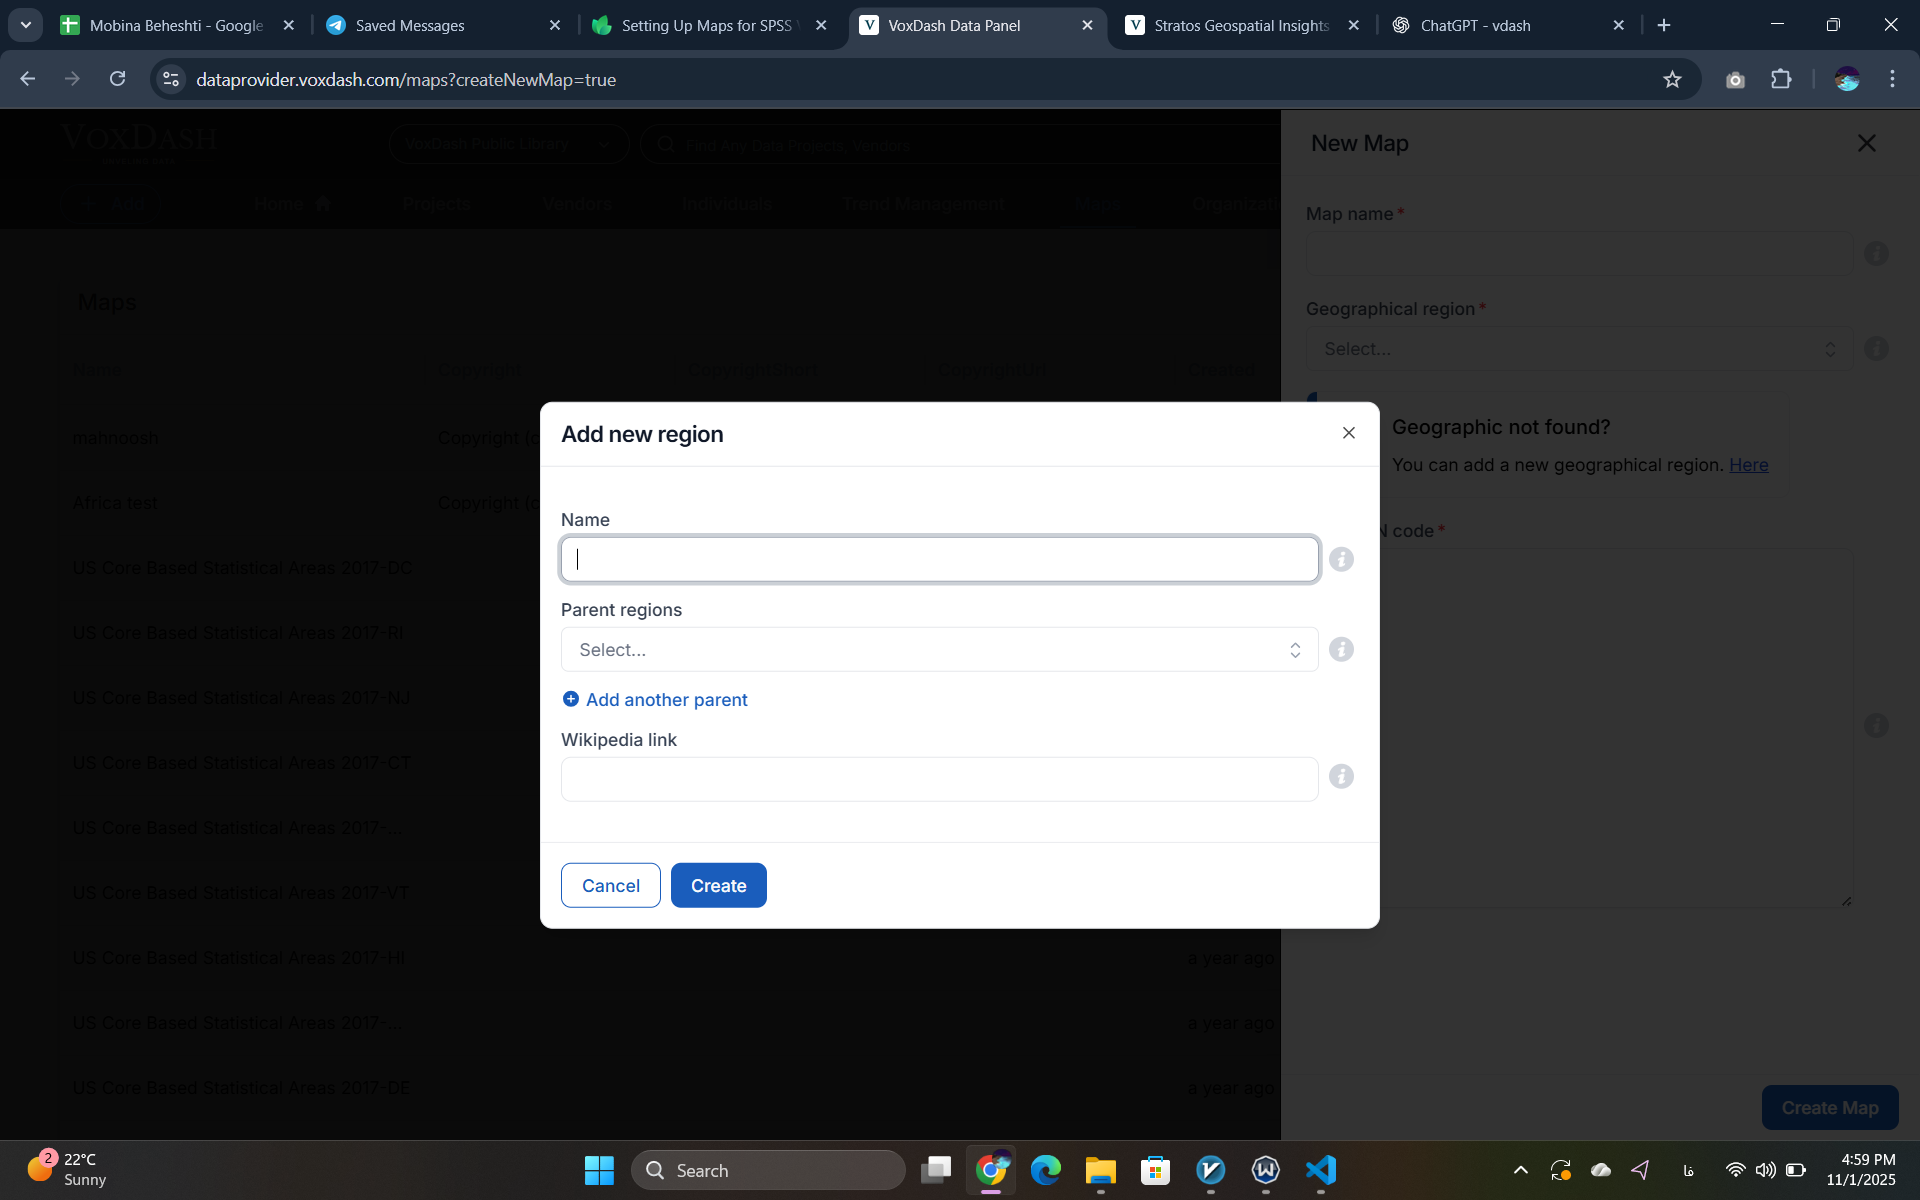 Mobina Beheshti - Google
Saved Messages
Setting Up Maps for SPSS
VoxDash Data Panel
Stratos Geospatial Insights
ChatGPT - vdash
dataprovider.voxdash.com/maps?createNewMap=true
VOXDASH
VoxDash Public Library
Find Any Data Projects, Vendors
New Map
Add
Home
Projects
Vendors
Individuals
Trend Management
Maps
Organizati
Map name*
Geographical region*
Select...
Maps
Name
Copyright
CopyrightShort
CopyrightUrl
Created
mahnoosh
Copyright (c
Africa test
Copyright (c
Geographic not found?
You can add a new geographical region. Here
N code*
Add new region
Name
Parent regions
Select...
Add another parent
Wikipedia link
Cancel
Create
US Core Based Statistical Areas 2017-DC
US Core Based Statistical Areas 2017-RI
US Core Based Statistical Areas 2017-NJ
US Core Based Statistical Areas 2017-CT
US Core Based Statistical Areas 2017-...
US Core Based Statistical Areas 2017-VT
US Core Based Statistical Areas 2017-HI
a year ago
US Core Based Statistical Areas 2017-...
a year ago
US Core Based Statistical Areas 2017-DE
a year ago
Create Map
2
22°C
Sunny
Search
فا
4:59 PM
11/1/2025